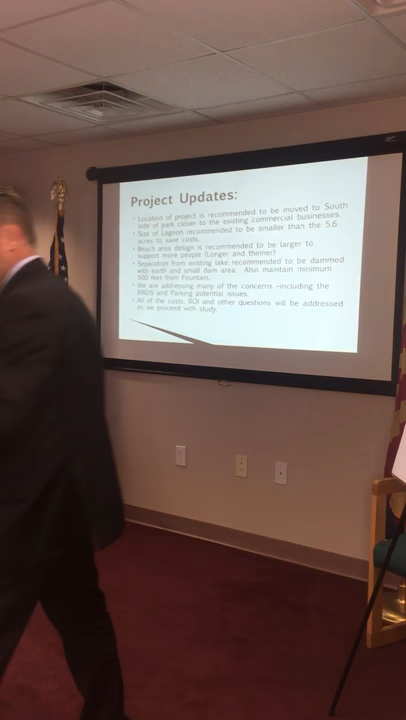 Project Updates:
• Location of project is recommended to be moved to South
side of park closer to the existing commercial businesses.
• Size of Lagoon recommended to be smaller than the 5.6
acres to save costs.
• Beach area design is recommended to be larger to
support more people (Longer and thinner)
• Separation from existing lake recommended to be dammed
with earth and small dam area. Also maintain minimum
500 feet from Fountain.
• We are addressing many of the concerns -including the
BIRDS and Parking potential issues.
• All of the costs, ROI and other questions will be addressed
as we proceed with study.